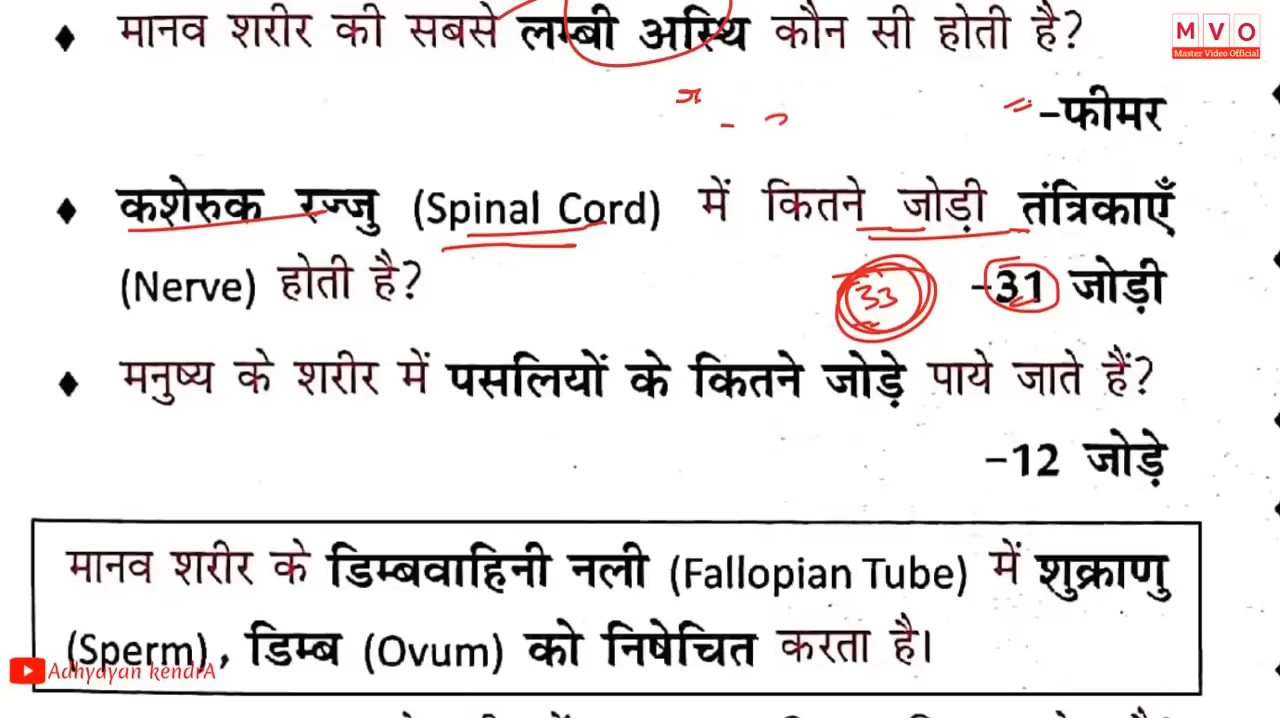 M V O
Master Video Official
♦ मानव शरीर की सबसे लम्बी अस्थि कौन सी होती है?
–फीमर
♦ कशेरुक रज्जु (Spinal Cord) में कितने जोड़ी तंत्रिकाएँ
(Nerve) होती है? 33 –31 जोड़ी
♦ मनुष्य के शरीर में पसलियों के कितने जोड़े पाये जाते हैं?
–12 जोड़े
मानव शरीर के डिम्बवाहिनी नली (Fallopian Tube) में शुक्राणु
(Sperm), डिम्ब (Ovum) को निषेचित करता है।
Adhyayan kendrA